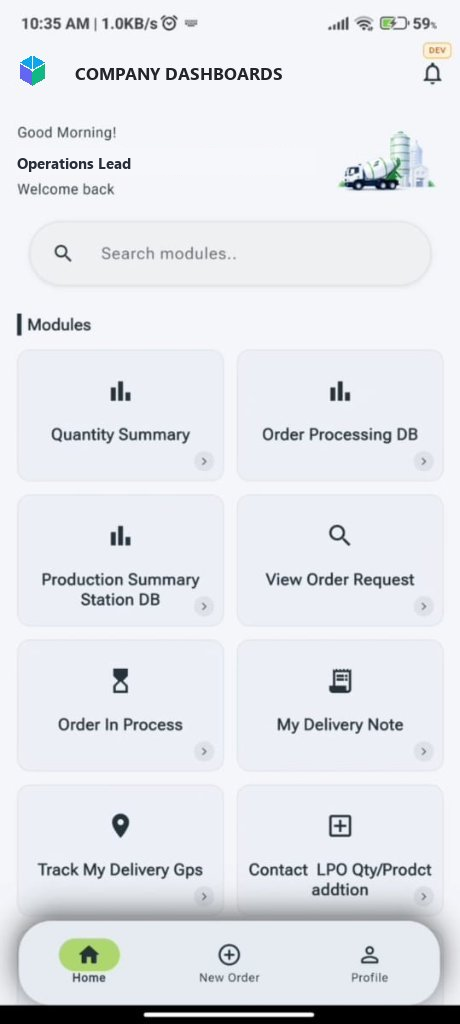 10:35 AM | 1.0KB/s
59%
DEV
COMPANY DASHBOARDS
Good Morning!
Operations Lead
Welcome back
Search modules..
Modules
Quantity Summary
Order Processing DB
Production Summary
Station DB
View Order Request
Order In Process
My Delivery Note
Track My Delivery Gps
Contact  LPO Qty/Prodct
addtion
Home
New Order
Profile